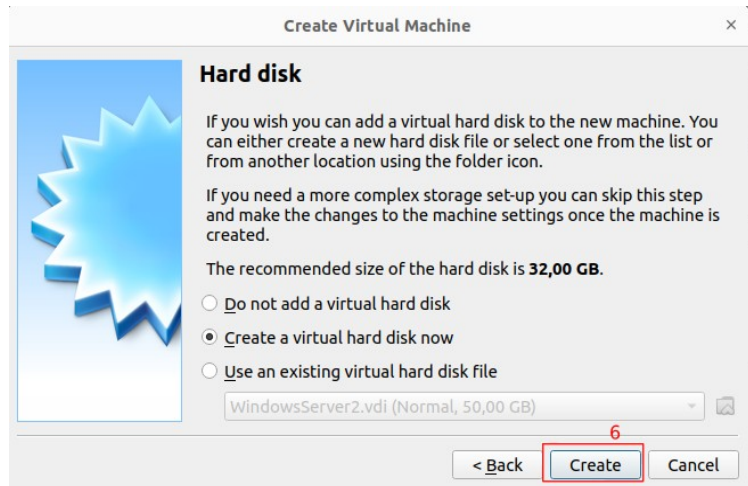 Create Virtual Machine ×
Hard disk
If you wish you can add a virtual hard disk to the new machine. You
can either create a new hard disk file or select one from the list or
from another location using the folder icon.
If you need a more complex storage set-up you can skip this step
and make the changes to the machine settings once the machine is
created.
The recommended size of the hard disk is 32,00 GB.
Do not add a virtual hard disk
Create a virtual hard disk now
Use an existing virtual hard disk file
WindowsServer2.vdi (Normal, 50,00 GB)
6
< Back Create Cancel